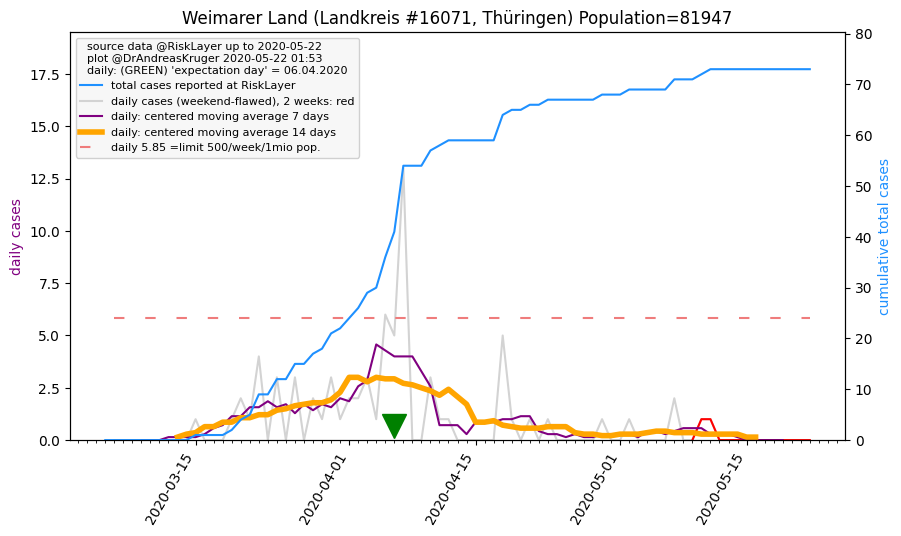 Weimarer Land (Landkreis #16071, Thüringen) Population=81947
source data @RiskLayer up to 2020-05-22
plot @DrAndreasKruger 2020-05-22 01:53
daily: (GREEN) 'expectation day' = 06.04.2020
total cases reported at RiskLayer
daily cases (weekend-flawed), 2 weeks: red
daily: centered moving average 7 days
daily: centered moving average 14 days
daily 5.85 =limit 500/week/1mio pop.
daily cases
17.5
15.0
12.5
10.0
7.5
5.0
2.5
0.0
80
70
60
50
40
30
20
10
0
cumulative total cases
2020-03-15
2020-04-01
2020-04-15
2020-05-01
2020-05-15